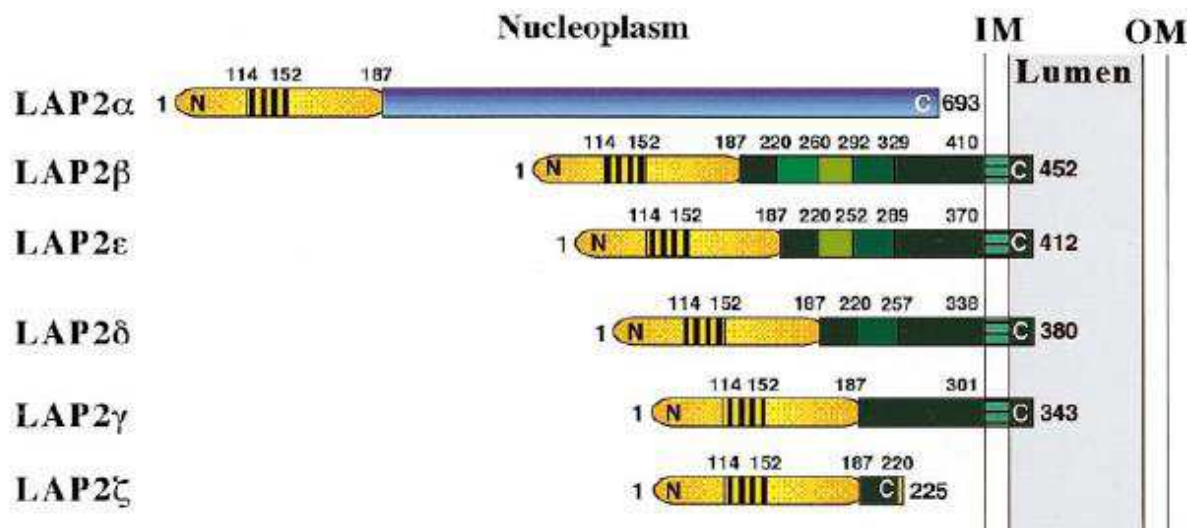 Nucleoplasm IM OM
Lumen
114 152 187
LAP2α 1 N C 693
114 152 187 220 260 292 329 410
LAP2β 1 N C 452
114 152 187 220 252 289 370
LAP2ε 1 N C 412
114 152 187 220 257 338
LAP2δ 1 N C 380
114 152 187 301
LAP2γ 1 N C 343
114 152 187 220
LAP2ζ 1 N C 225